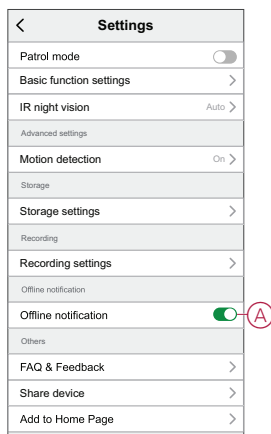 Settings
Patrol mode
Basic function settings
IR night vision Auto
Advanced settings
Motion detection On
Storage
Storage settings
Recording
Recording settings
Offline notification
Offline notification A
Others
FAQ & Feedback
Share device
Add to Home Page